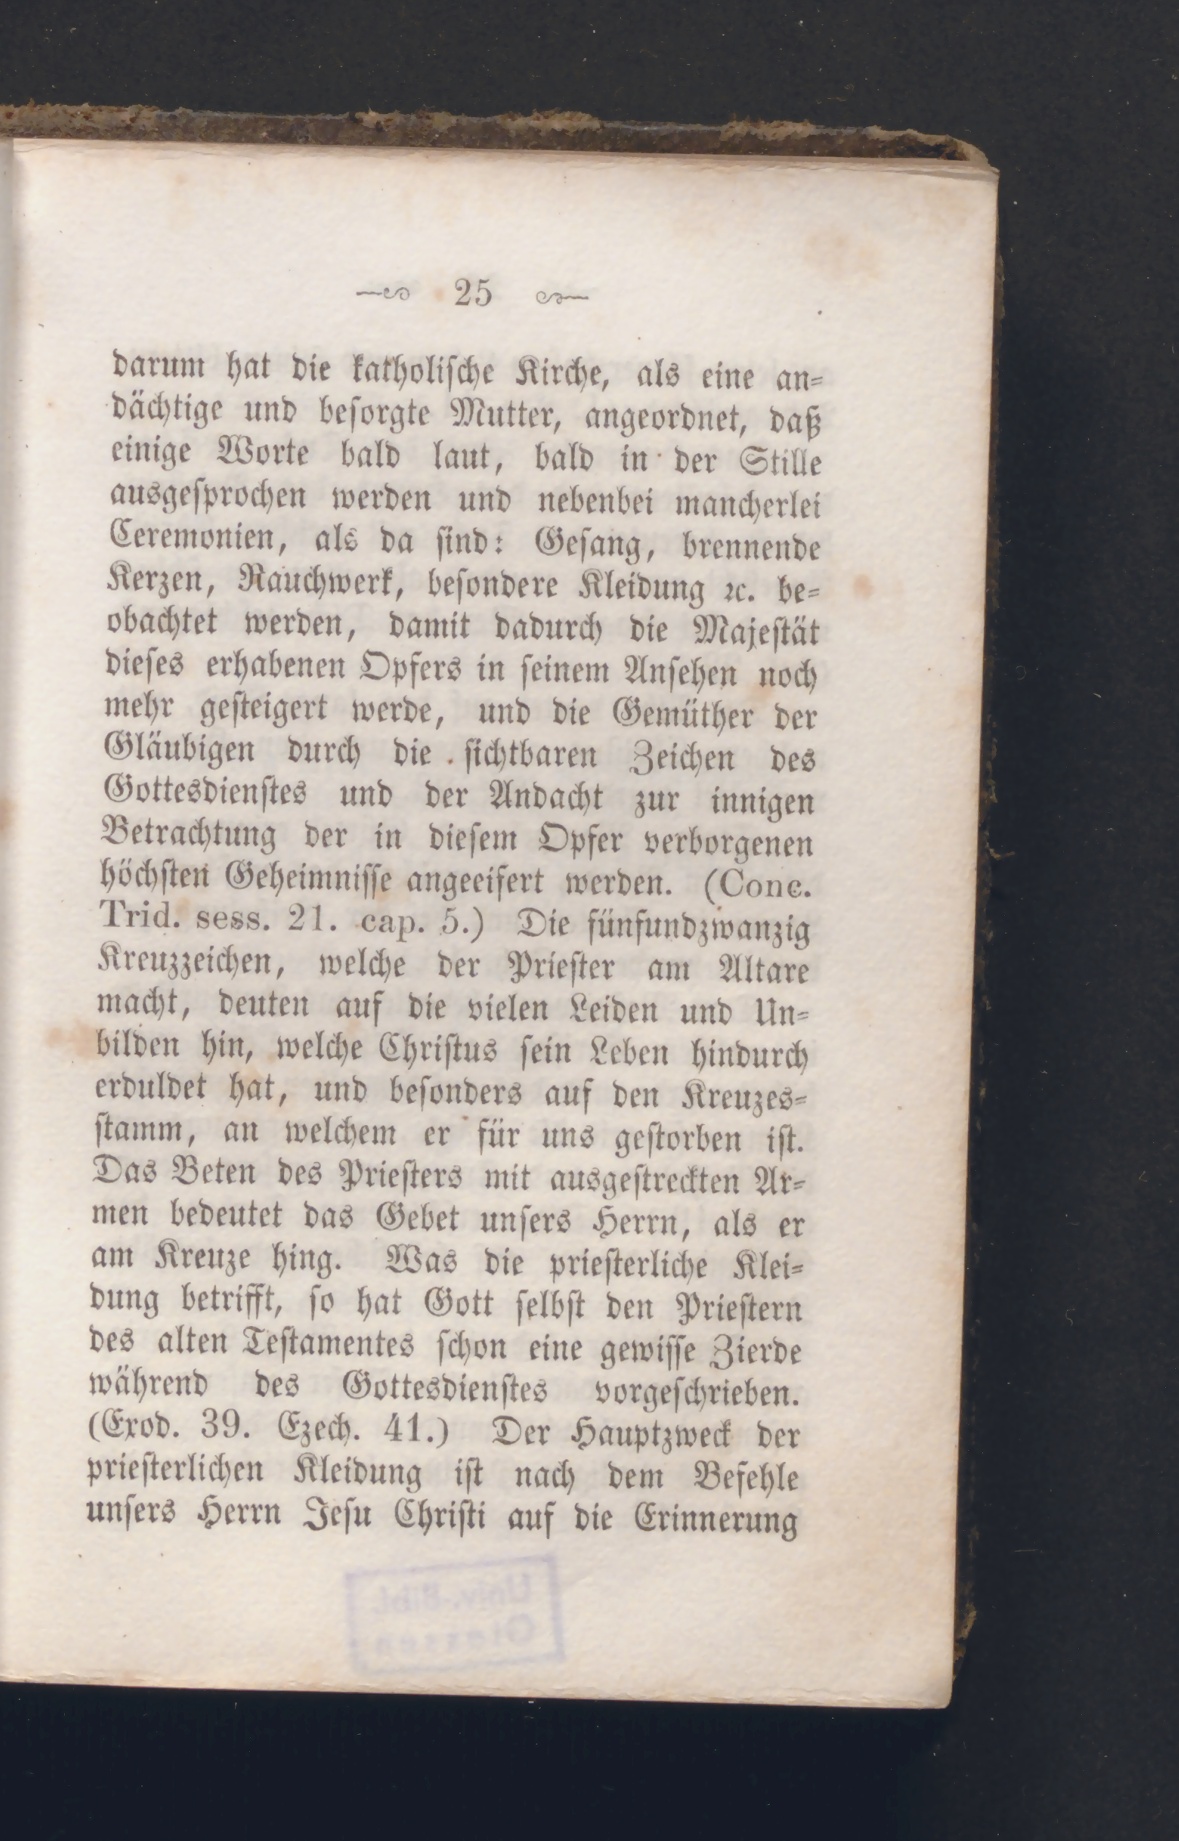 25
darum hat die katholische Kirche, als eine an-
dächtige und besorgte Mutter, angeordnet, daß
einige Worte bald laut, bald in der Stille
ausgesprochen werden und nebenbei mancherlei
Ceremonien, als da sind: Gesang, brennende
Kerzen, Rauchwerk, besondere Kleidung ꝛc. be-
obachtet werden, damit dadurch die Majestät
dieses erhabenen Opfers in seinem Ansehen noch
mehr gesteigert werde, und die Gemüther der
Gläubigen durch die sichtbaren Zeichen des
Gottesdienstes und der Andacht zur innigen
Betrachtung der in diesem Opfer verborgenen
höchsten Geheimnisse angeeifert werden. (Conc.
Trid. sess. 21. cap. 5.) Die fünfundzwanzig
Kreuzzeichen, welche der Priester am Altare
macht, deuten auf die vielen Leiden und Un-
bilden hin, welche Christus sein Leben hindurch
erduldet hat, und besonders auf den Kreuzes-
stamm, an welchem er für uns gestorben ist.
Das Beten des Priesters mit ausgestreckten Ar-
men bedeutet das Gebet unsers Herrn, als er
am Kreuze hing. Was die priesterliche Klei-
dung betrifft, so hat Gott selbst den Priestern
des alten Testamentes schon eine gewisse Zierde
während des Gottesdienstes vorgeschrieben.
(Exod. 39. Ezech. 41.) Der Hauptzweck der
priesterlichen Kleidung ist nach dem Befehle
unsers Herrn Jesu Christi auf die Erinnerung
Univ.-Bibl.
Giessen